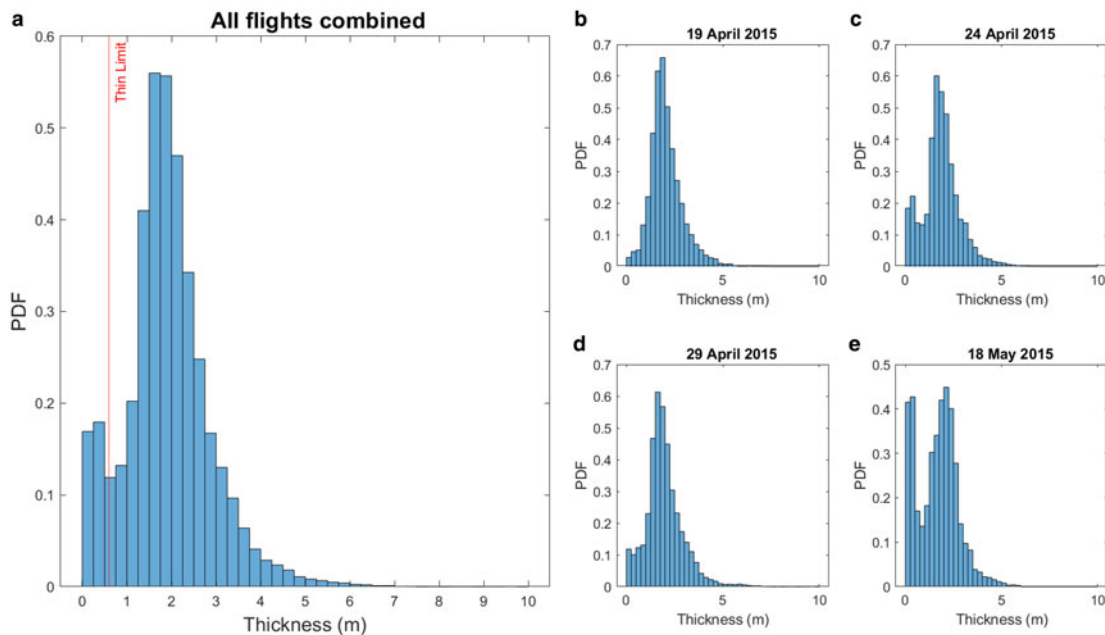 a
All flights combined
0.6
0.5
0.4
0.3
0.2
0.1
0
PDF
Thin Limit
0 1 2 3 4 5 6 7 8 9 10
Thickness (m)
b
19 April 2015
0.7
0.6
0.5
0.4
0.3
0.2
0.1
0
PDF
0 5 10
Thickness (m)
c
24 April 2015
0.7
0.6
0.5
0.4
0.3
0.2
0.1
0
PDF
0 5 10
Thickness (m)
d
29 April 2015
0.7
0.6
0.5
0.4
0.3
0.2
0.1
0
PDF
0 5 10
Thickness (m)
e
18 May 2015
0.5
0.4
0.3
0.2
0.1
0
PDF
0 5 10
Thickness (m)